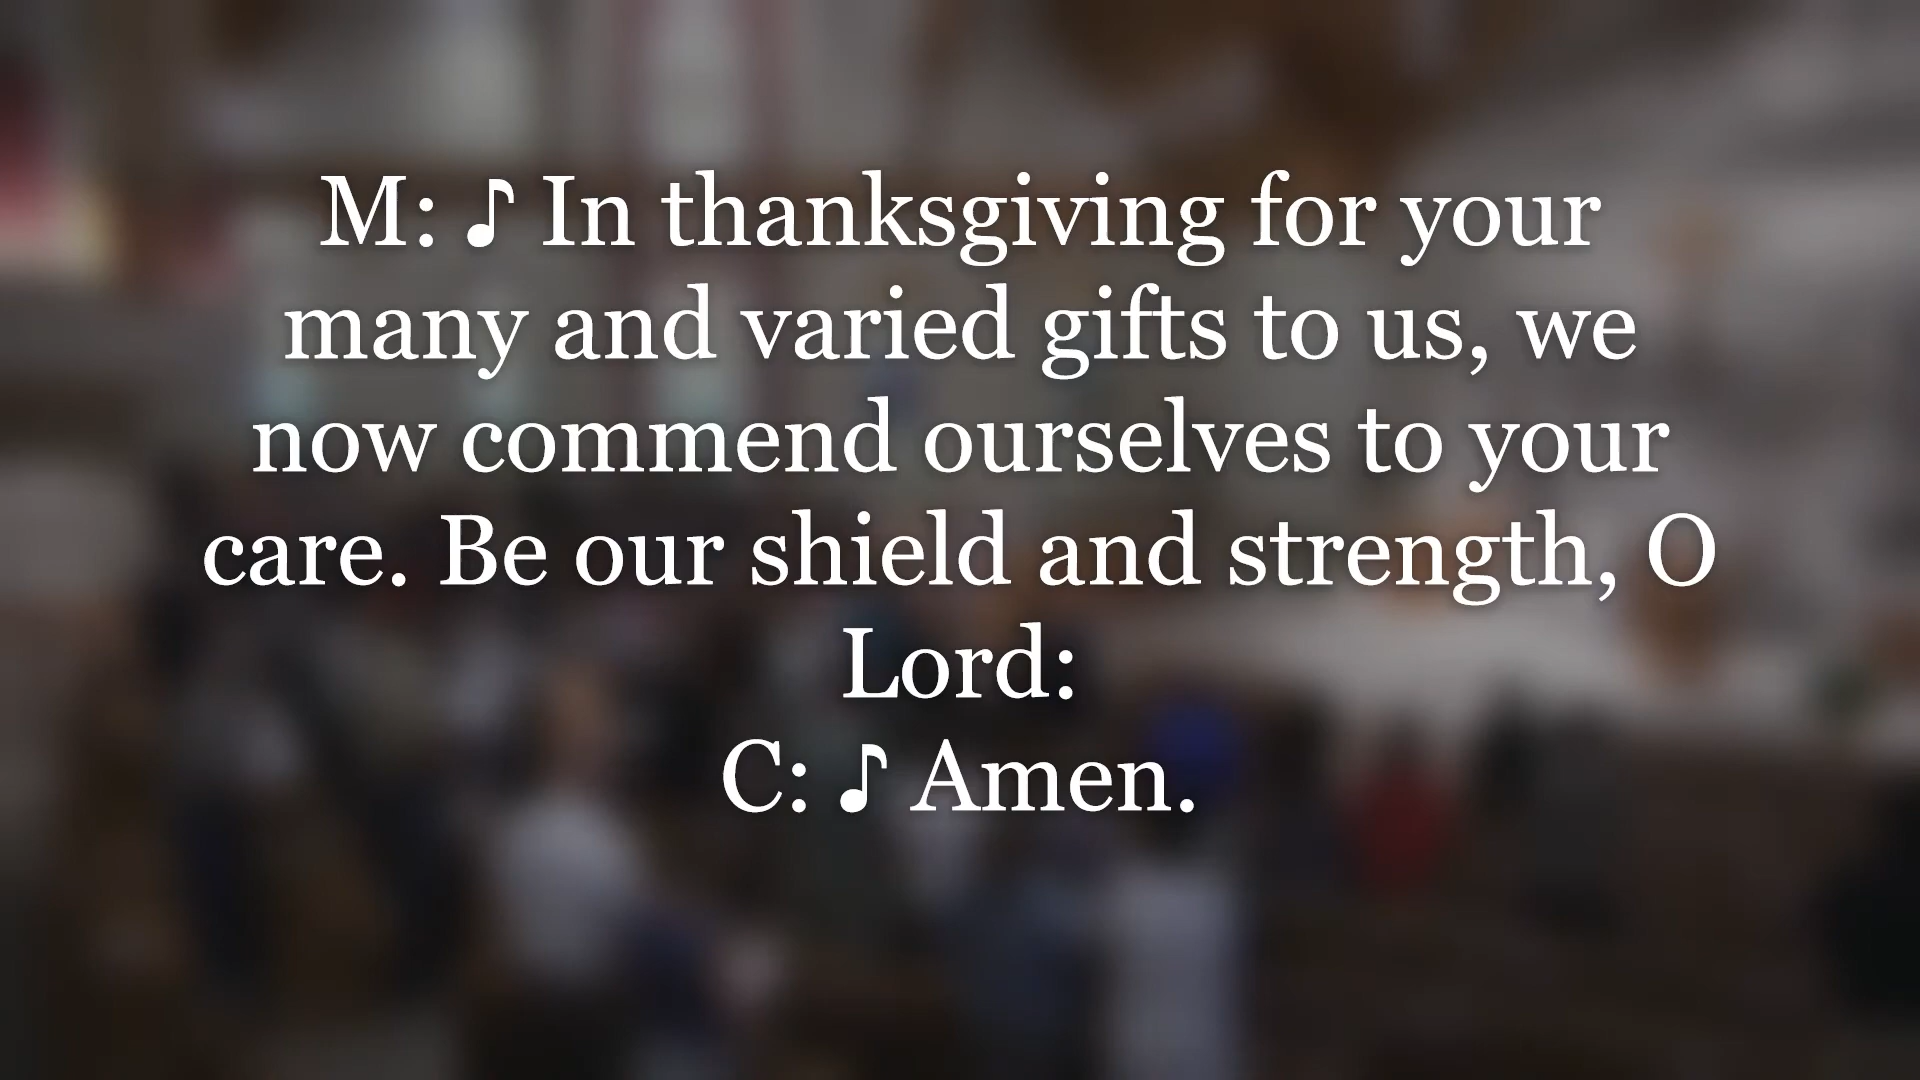 M: ♪ In thanksgiving for your
many and varied gifts to us, we
now commend ourselves to your
care. Be our shield and strength, O
Lord:
C: ♪ Amen.